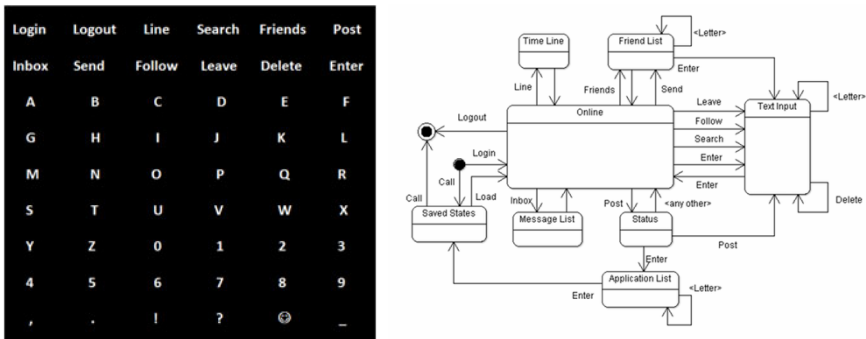 Login Logout Line Search Friends Post
Inbox Send Follow Leave Delete Enter
A B C D E F
G H I J K L
M N O P Q R
S T U V W X
Y Z 0 1 2 3
4 5 6 7 8 9
, . ! ? ☺ _
Time Line
Friend List
<Letter>
Line
Friends
Send
Enter
Text Input
<Letter>
Online
Leave
Follow
Search
Enter
Enter
Logout
Login
Call
Call
Load
Saved States
Inbox
Message List
Post
<any other>
Status
Delete
Post
Enter
Application List
Enter
<Letter>